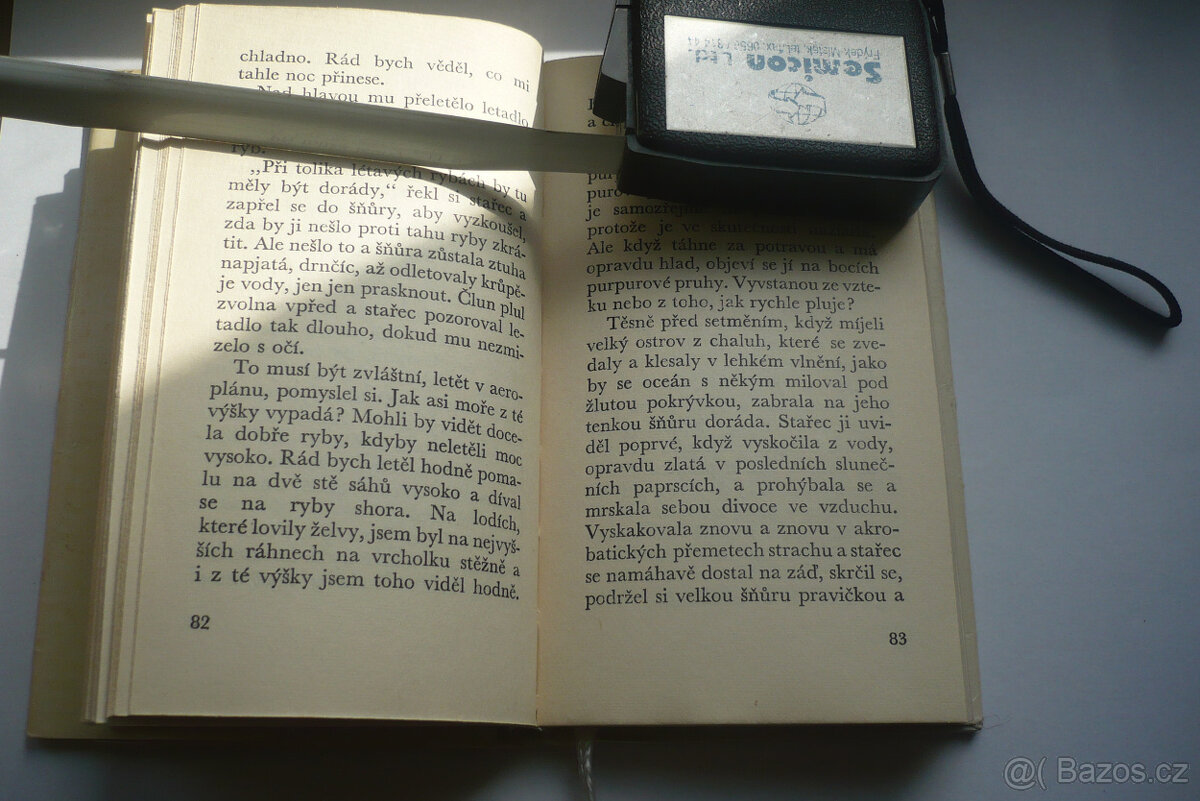 chladno. Rád bych věděl, co mi
tahle noc přinese.
Nad hlavou mu přeletělo letadlo
ryb.
„Při tolika létavých rybách by tu
měly být dorády,“ řekl si stařec a
zapřel se do šňůry, aby vyzkoušel,
zda by ji nešlo proti tahu ryby zkrá-
tit. Ale nešlo to a šňůra zůstala ztuha
napjatá, drnčíc, až odletovaly krůpě-
je vody, jen jen prasknout. Člun plul
zvolna vpřed a stařec pozoroval le-
tadlo tak dlouho, dokud mu nezmi-
zelo s očí.
To musí být zvláštní, letět v aero-
plánu, pomyslel si. Jak asi moře z té
výšky vypadá? Mohli by vidět doce-
la dobře ryby, kdyby neletěli moc
vysoko. Rád bych letěl hodně poma-
lu na dvě stě sáhů vysoko a díval
se na ryby shora. Na lodích,
které lovily želvy, jsem byl na nejvyš-
ších ráhnech na vrcholku stěžně a
i z té výšky jsem toho viděl hodně.
82
je samozřejmě
protože je ve skutečnosti
Ale když táhne za potravou a má
opravdu hlad, objeví se jí na bocích
purpurové pruhy. Vyvstanou ze vzte-
ku nebo z toho, jak rychle pluje?
Těsně před setměním, když míjeli
velký ostrov z chaluh, které se zve-
daly a klesaly v lehkém vlnění, jako
by se oceán s někým miloval pod
žlutou pokrývkou, zabrala na jeho
tenkou šňůru doráda. Stařec ji uvi-
děl poprvé, když vyskočila z vody,
opravdu zlatá v posledních sluneč-
ních paprscích, a prohýbala se a
mrskala sebou divoce ve vzduchu.
Vyskakovala znovu a znovu v akro-
batických přemetech strachu a stařec
se namáhavě dostal na záď, skrčil se,
podržel si velkou šňůru pravičkou a
83
Semicon Ltd.
Frýdek Místek, tel./fax:
@( Bazos.cz